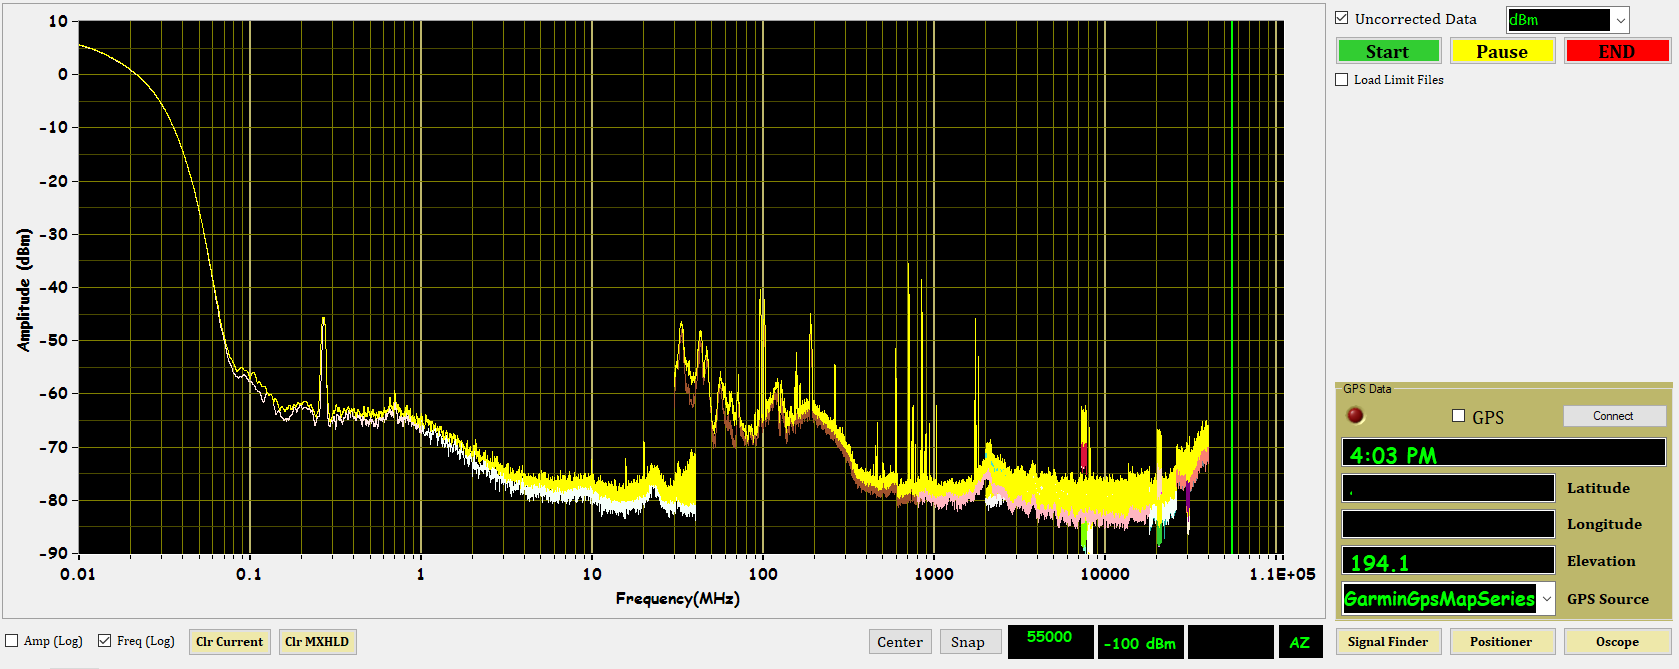 10
0
-10
-20
-30
-40
-50
-60
-70
-80
-90
Amplitude (dBm)
0.01 0.1 1 10 100 1000 10000 1.1E+05
Frequency(MHz)
Uncorrected Data dBm
Start Pause END
Load Limit Files
GPS Data
GPS Connect
4:03 PM
Latitude
Longitude
194.1 Elevation
GarminGpsMapSeries GPS Source
Amp (Log) Freq (Log) Clr Current Clr MXHLD Center Snap 55000 -100 dBm AZ Signal Finder Positioner Oscope